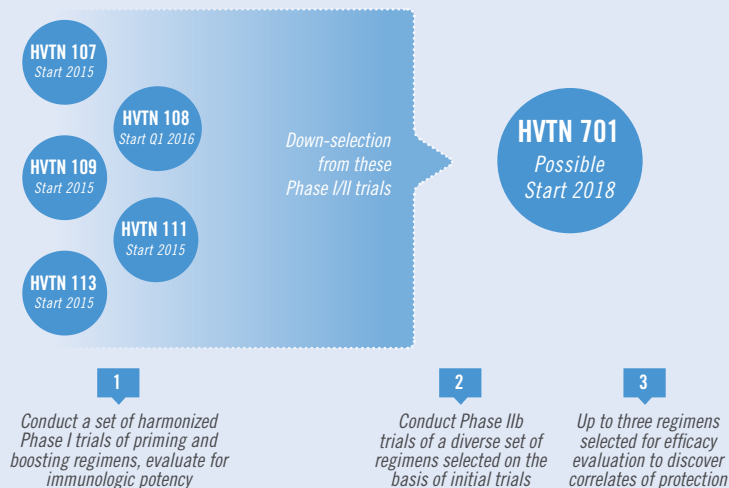 HVTN 107
Start 2015
HVTN 108
Start Q1 2016
HVTN 109
Start 2015
HVTN 111
Start 2015
HVTN 113
Start 2015
Down-selection
from these
Phase I/II trials
HVTN 701
Possible
Start 2018
1
Conduct a set of harmonized
Phase I trials of priming and
boosting regimens, evaluate for
immunologic potency
2
Conduct Phase IIb
trials of a diverse set of
regimens selected on the
basis of initial trials
3
Up to three regimens
selected for efficacy
evaluation to discover
correlates of protection